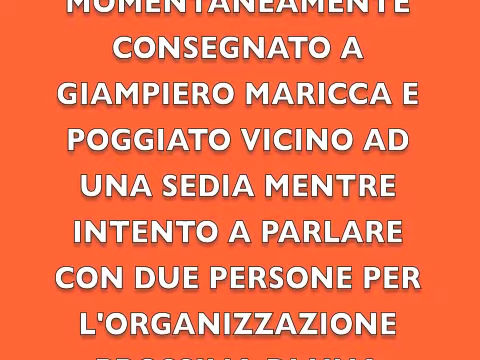 MOMENTANEAMENTE
CONSEGNATO A
GIAMPIERO MARICCA E
POGGIATO VICINO AD
UNA SEDIA MENTRE
INTENTO A PARLARE
CON DUE PERSONE PER
L'ORGANIZZAZIONE